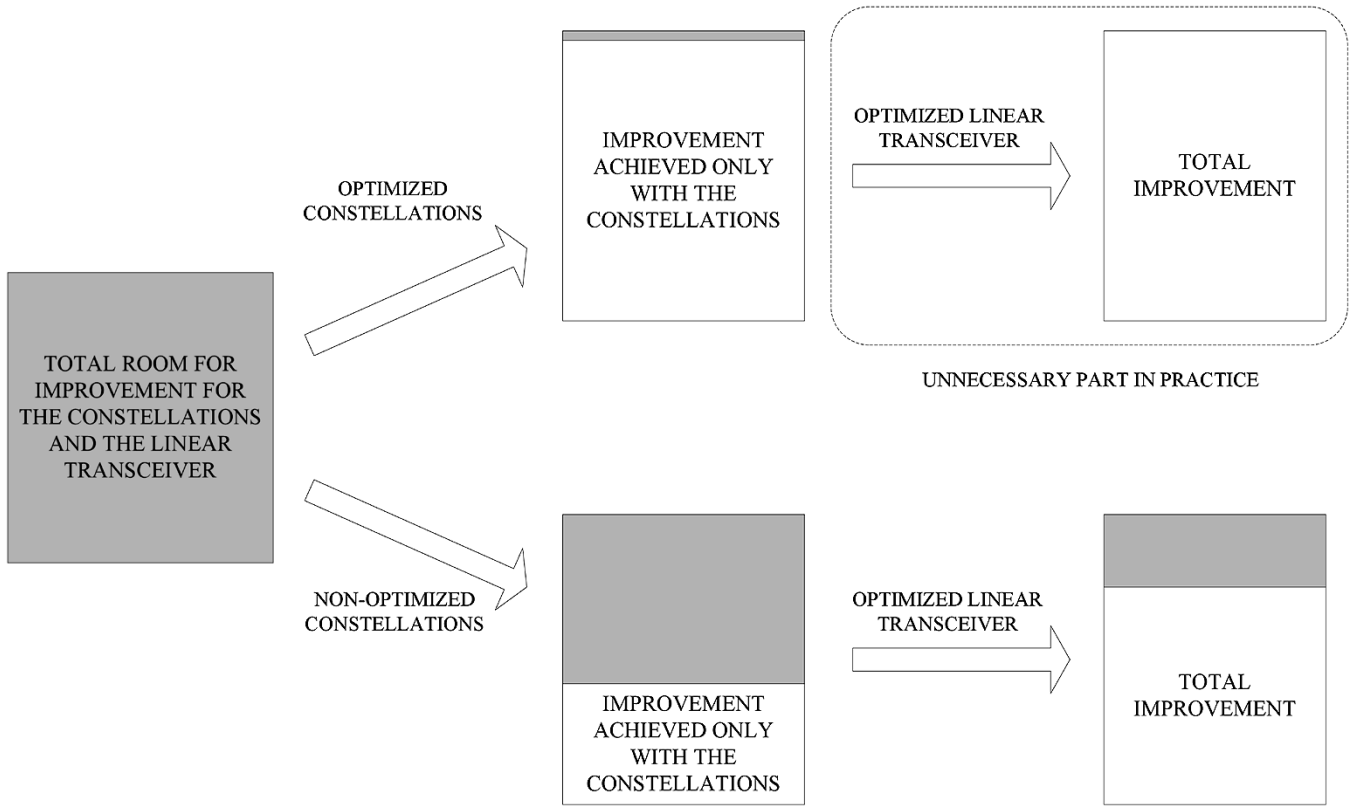 TOTAL ROOM FOR
IMPROVEMENT FOR
THE CONSTELLATIONS
AND THE LINEAR
TRANSCEIVER
OPTIMIZED
CONSTELLATIONS
IMPROVEMENT
ACHIEVED ONLY
WITH THE
CONSTELLATIONS
OPTIMIZED LINEAR
TRANSCEIVER
TOTAL
IMPROVEMENT
UNNECESSARY PART IN PRACTICE
NON-OPTIMIZED
CONSTELLATIONS
IMPROVEMENT
ACHIEVED ONLY
WITH THE
CONSTELLATIONS
OPTIMIZED LINEAR
TRANSCEIVER
TOTAL
IMPROVEMENT